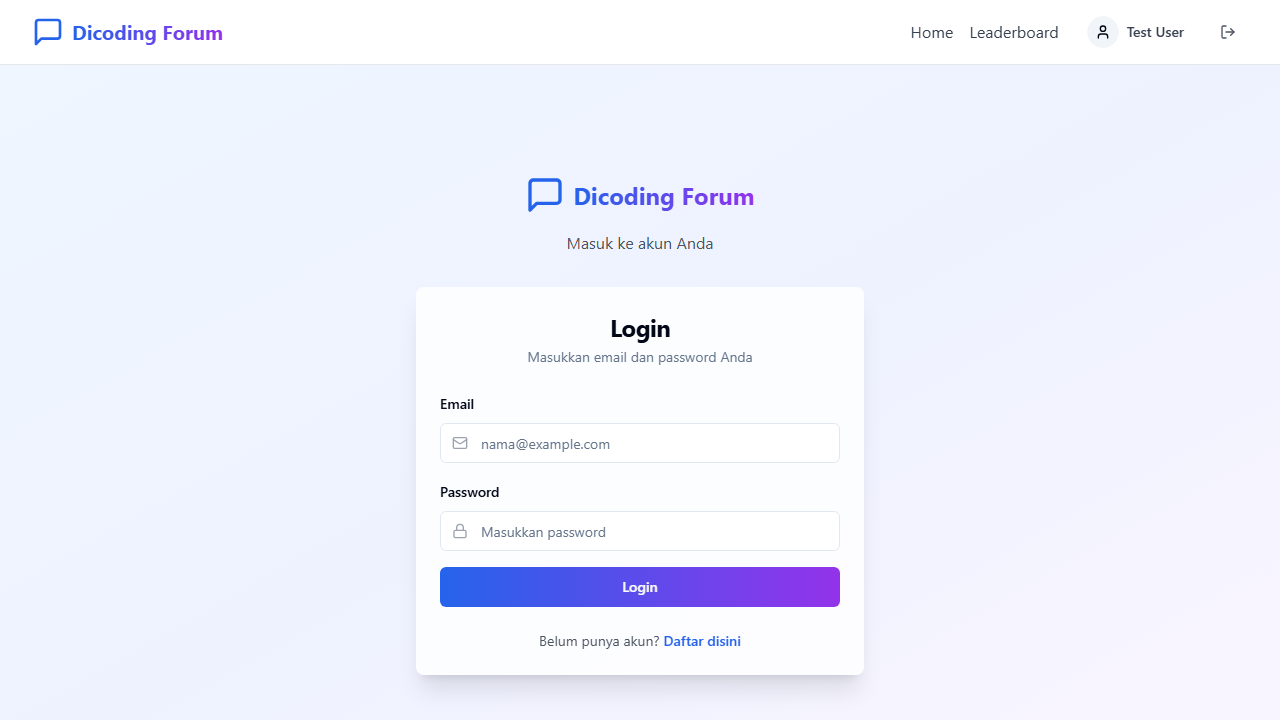 Dicoding Forum
Home Leaderboard Test User
Dicoding Forum
Masuk ke akun Anda
Login
Masukkan email dan password Anda
Email
nama@example.com
Password
Masukkan password
Login
Belum punya akun? Daftar disini